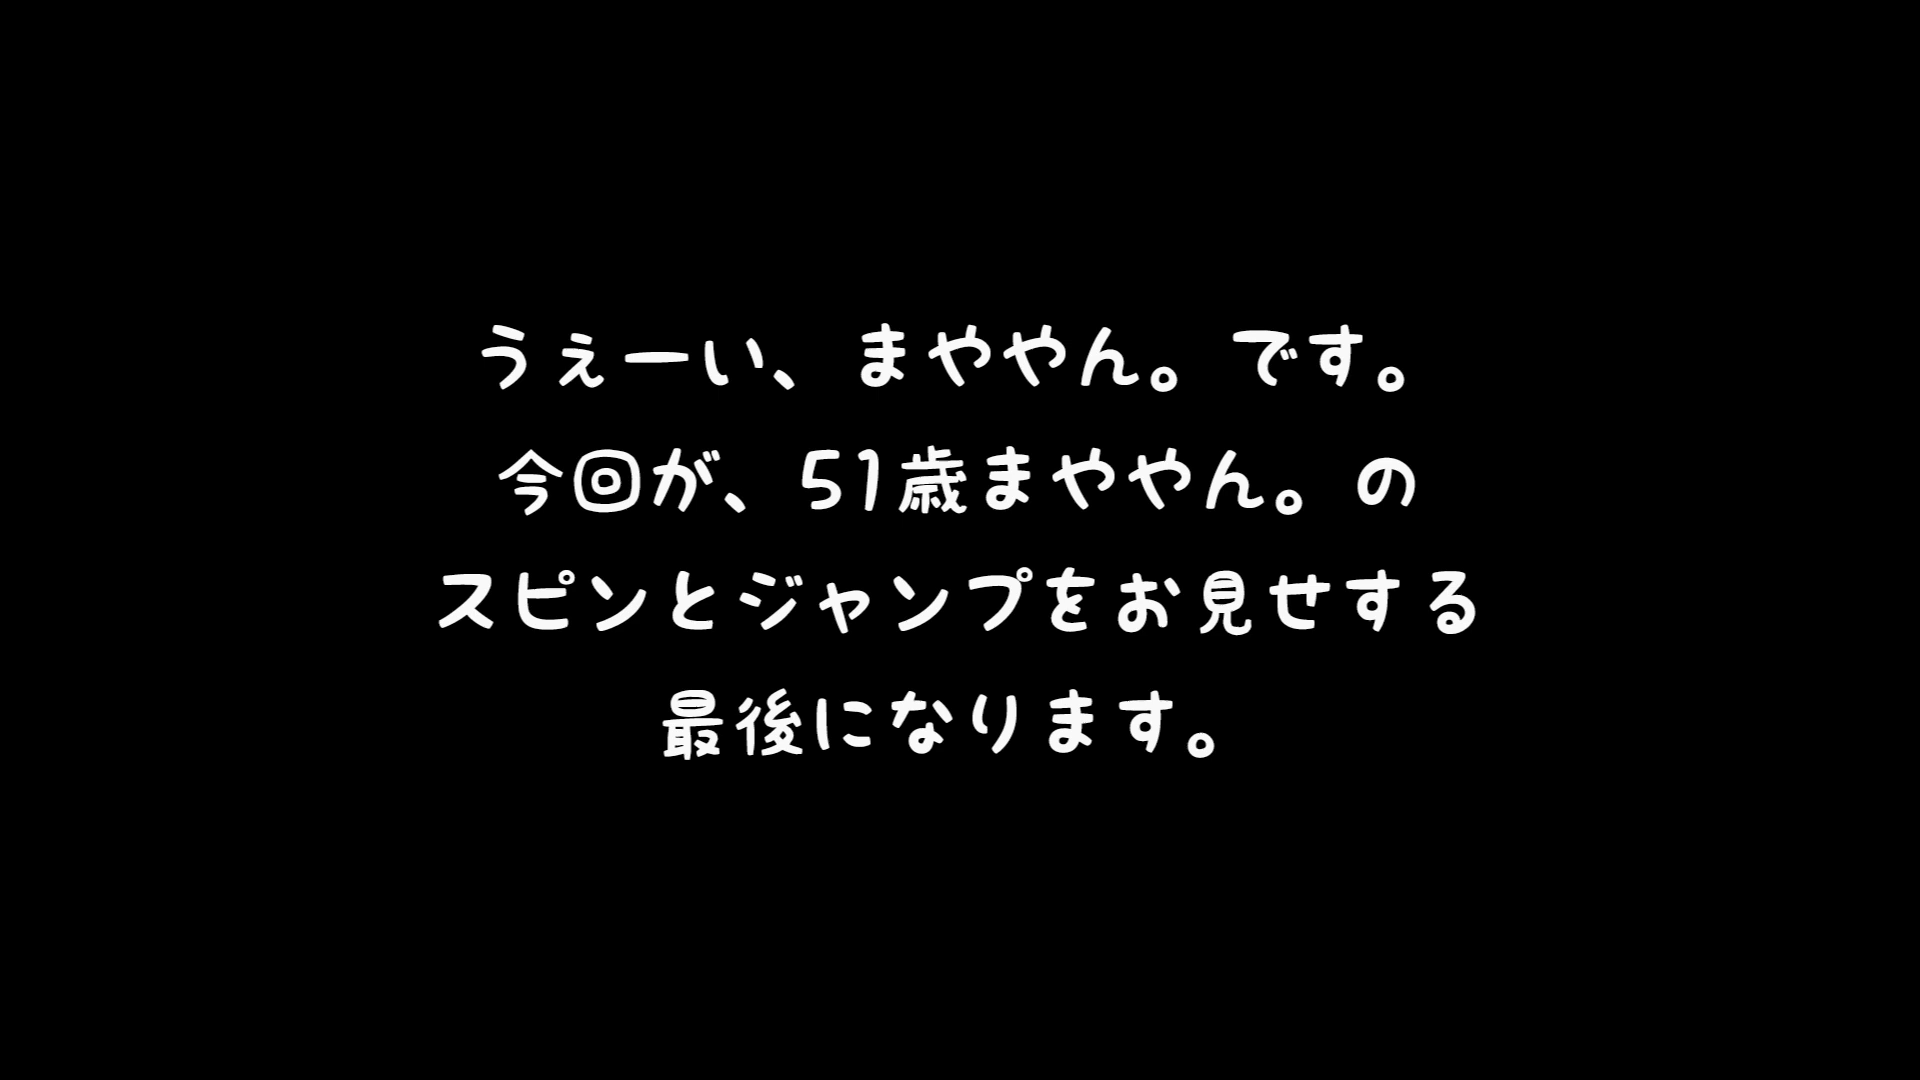 うぇーい、まややん。です。
今回が、51歳まややん。の
スピンとジャンプをお見せする
最後になります。